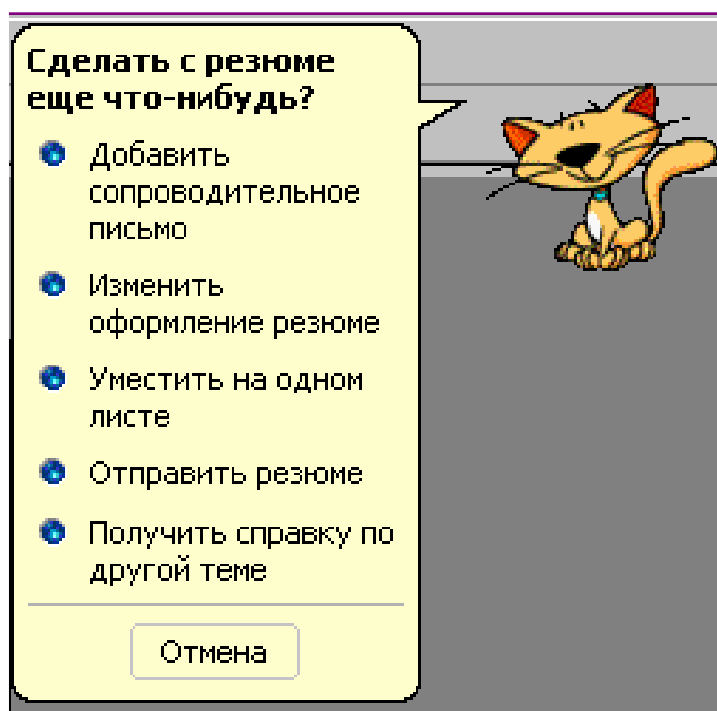 Сделать с резюме
еще что-нибудь?
Добавить
сопроводительное
письмо
Изменить
оформление резюме
Уместить на одном
листе
Отправить резюме
Получить справку по
другой теме
Отмена